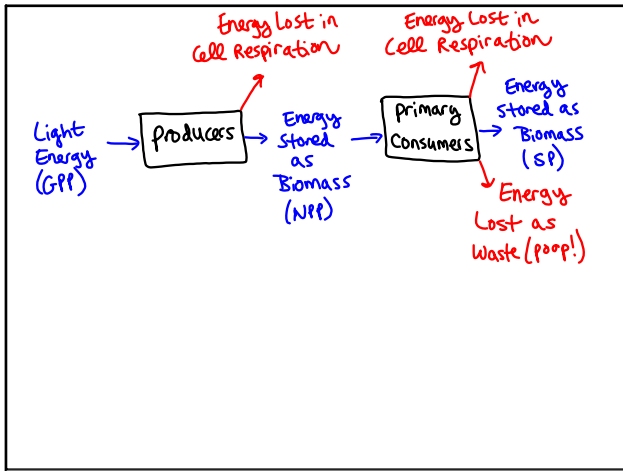 Energy Lost in
Cell Respiration
Energy Lost in
Cell Respiration
Light
Energy
(GPP)
Producers
Energy
stored
as
Biomass
(NPP)
Primary
Consumers
Energy
stored as
Biomass
(SP)
Energy
Lost as
Waste (poop!)